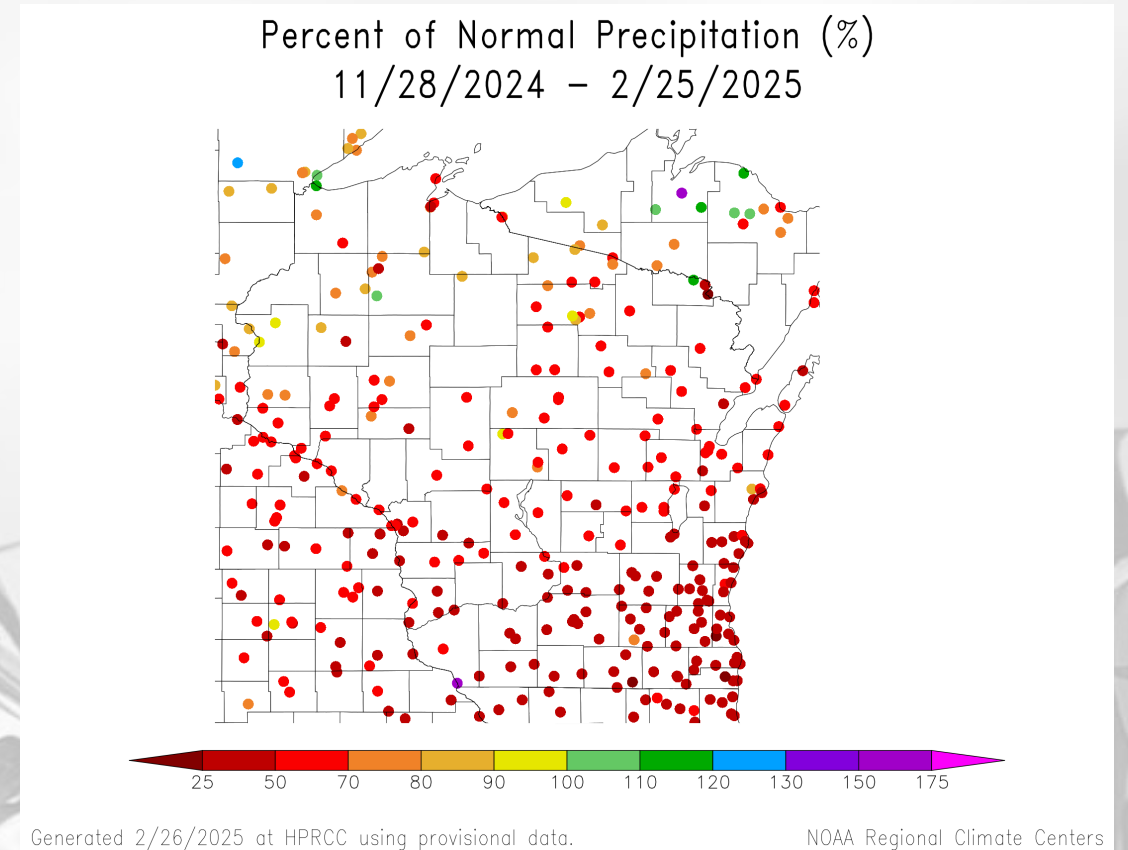 Percent of Normal Precipitation (%)
11/28/2024 – 2/25/2025
25 50 70 80 90 100 110 120 130 150 175
Generated 2/26/2025 at HPRCC using provisional data.
NOAA Regional Climate Centers